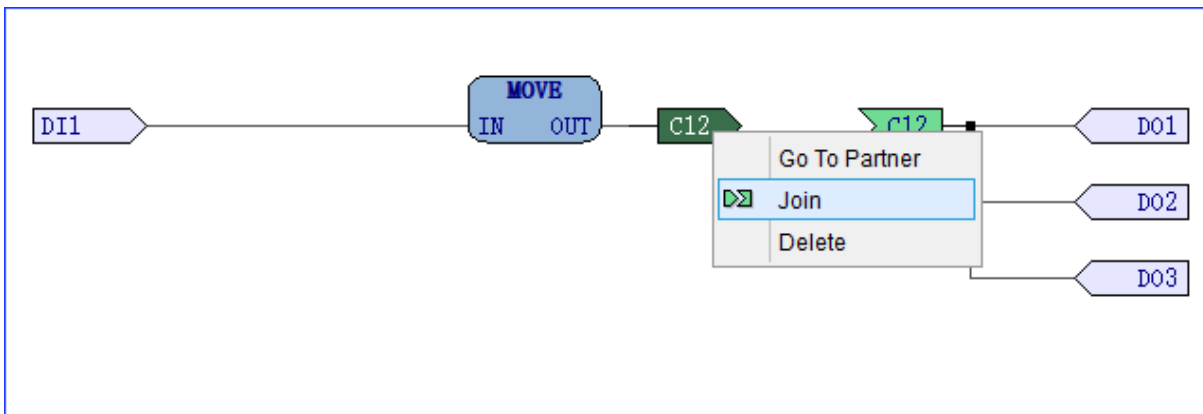 MOVE
DI1 IN OUT C12 C12 DO1
Go To Partner
Join DO2
Delete
DO3